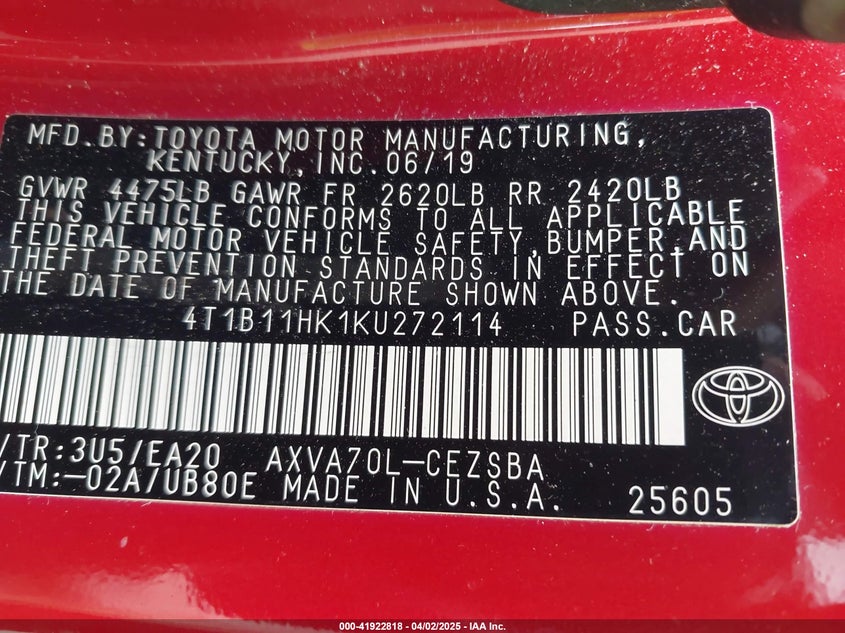 MFD.BY:TOYOTA MOTOR MANUFACTURING,
KENTUCKY,INC.06/19
GVWR 4475LB GAWR FR 2620LB RR 2420LB
THIS VEHICLE CONFORMS TO ALL APPLICABLE
FEDERAL MOTOR VEHICLE SAFETY,BUMPER,AND
THEFT PREVENTION STANDARDS IN EFFECT ON
THE DATE OF MANUFACTURE SHOWN ABOVE.
4T1B11HK1KU272114 PASS.CAR
/TR:3U5/EA20 AXVA70L-CEZSBA
/TM:-02A/UB80E MADE IN U.S.A. 25605
000-41922818 - 04/02/2025 - IAA Inc.